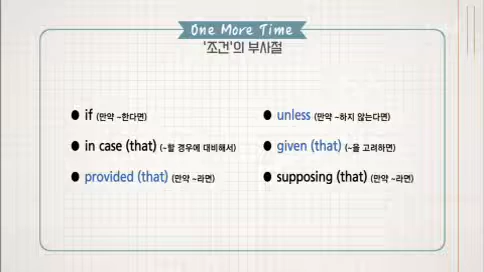 One More Time
'조건'의 부사절
● if (만약 ~한다면)
● in case (that) (~할 경우에 대비해서)
● provided (that) (만약 ~라면)
● unless (만약 ~하지 않는다면)
● given (that) (~을 고려하면)
● supposing (that) (만약 ~라면)